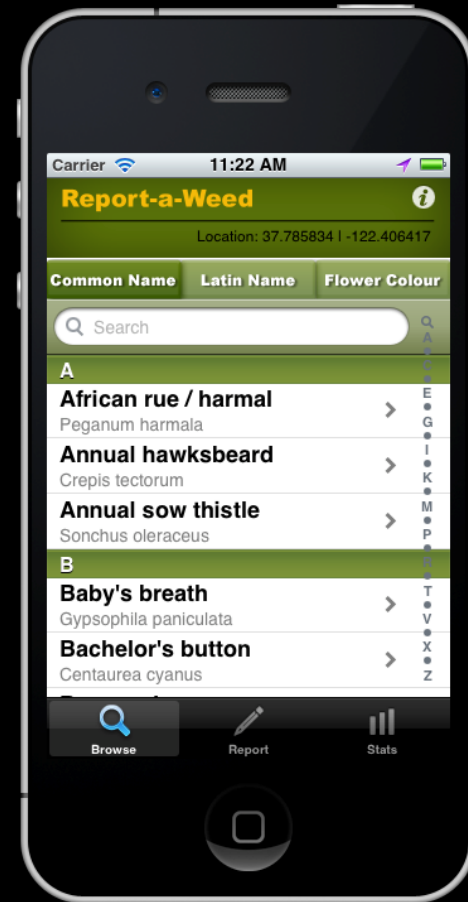 Carrier 11:22 AM
Report-a-Weed
Location: 37.785834 | -122.406417
Common Name Latin Name Flower Colour
Search
A
African rue / harmal
Peganum harmala
Annual hawksbeard
Crepis tectorum
Annual sow thistle
Sonchus oleraceus
B
Baby's breath
Gypsophila paniculata
Bachelor's button
Centaurea cyanus
A
E
G
I
K
M
P
T
V
X
Z
Browse Report Stats